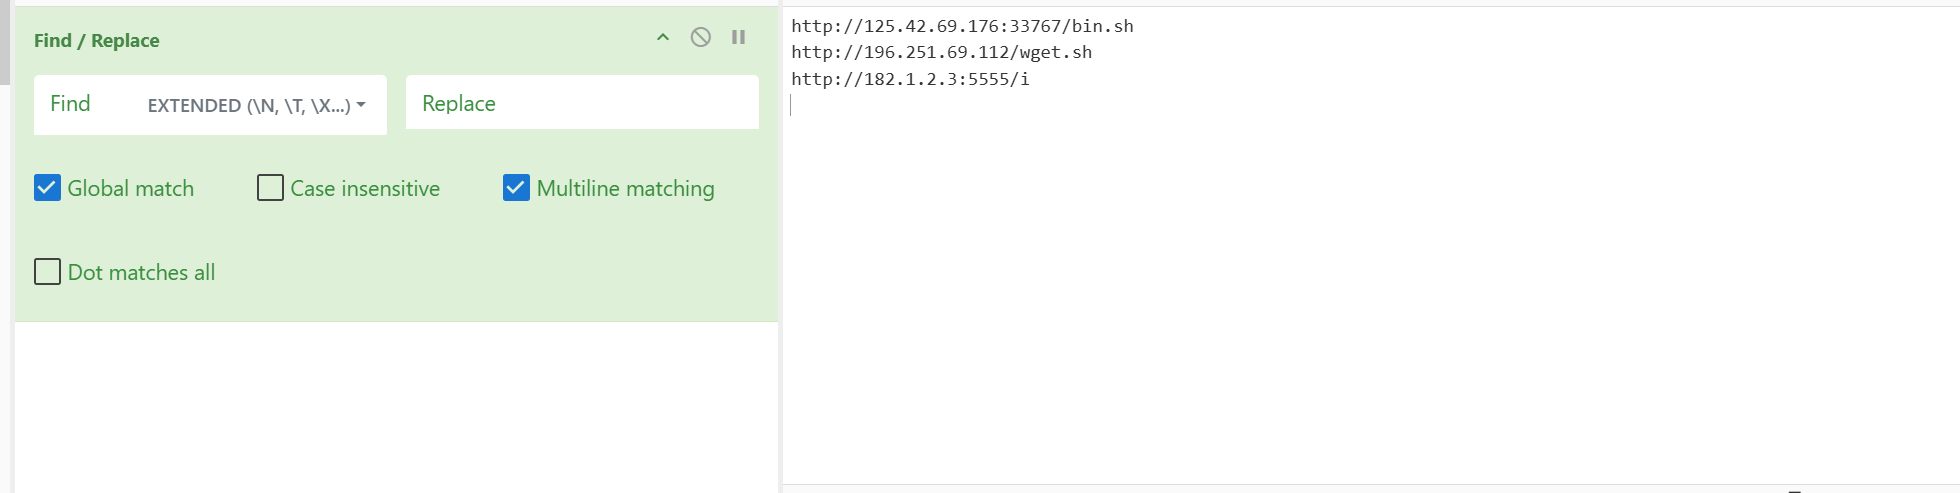 Find / Replace
Find
EXTENDED (\N, \T, \X...)
Replace
Global match
Case insensitive
Multiline matching
Dot matches all
http://125.42.69.176:33767/bin.sh
http://196.251.69.112/wget.sh
http://182.1.2.3:5555/i